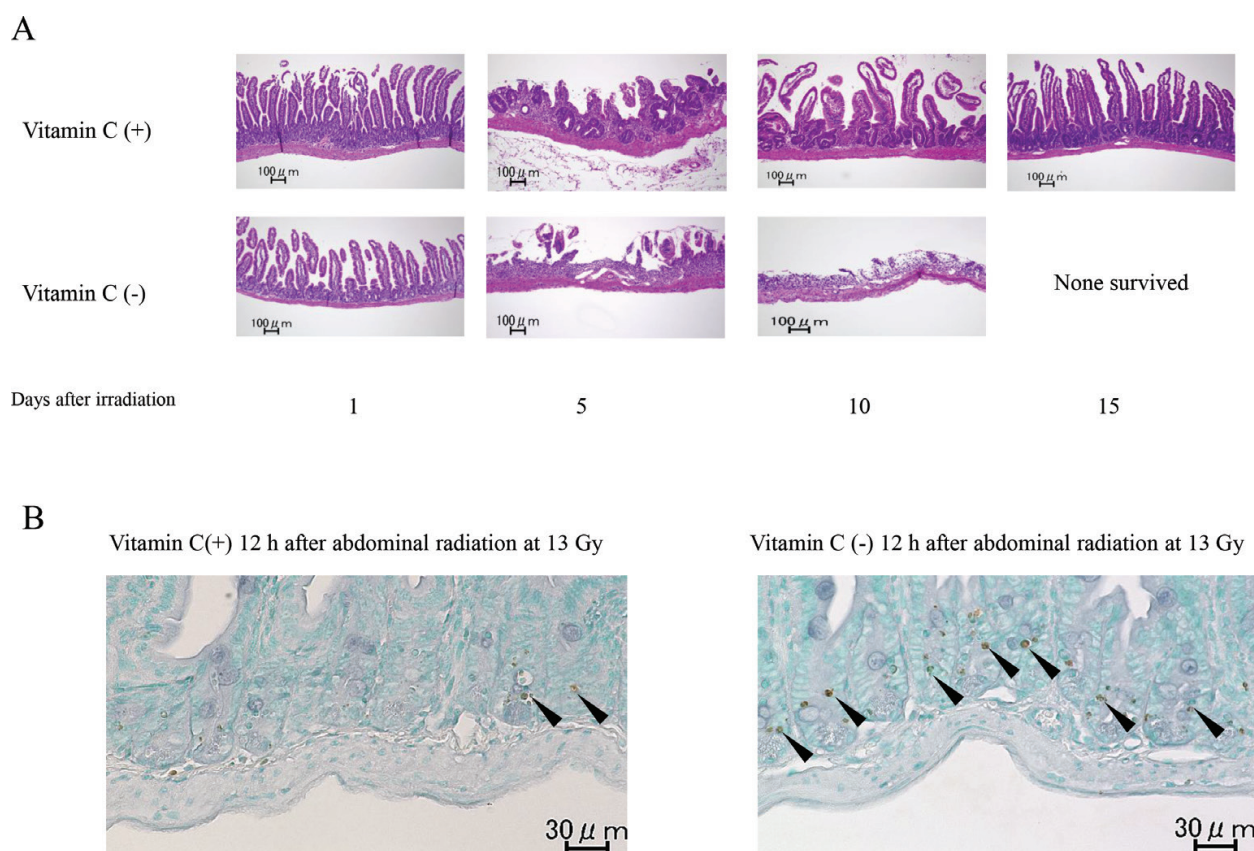 A
Vitamin C (+)
100 μm
100 μm
100 μm
100 μm
Vitamin C (-)
100 μm
100 μm
100 μm
None survived
Days after irradiation
1
5
10
15
B
Vitamin C(+) 12 h after abdominal radiation at 13 Gy
Vitamin C (-) 12 h after abdominal radiation at 13 Gy
30 μm
30 μm